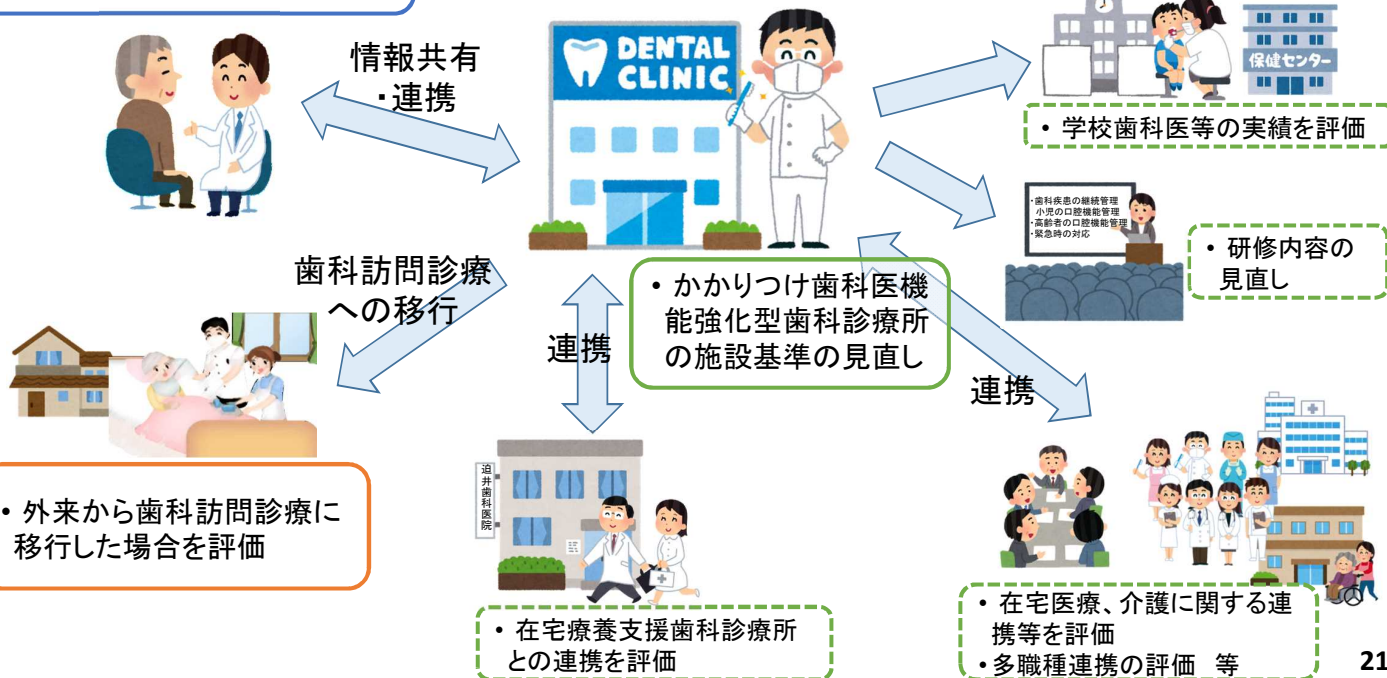 情報共有
・連携
DENTAL
CLINIC
保健センター
• 学校歯科医等の実績を評価
・歯科疾患の継続管理
小児の口腔機能管理
・高齢者の口腔機能管理
・緊急時の対応
• 研修内容の
見直し
歯科訪問診療
への移行
• かかりつけ歯科医機
能強化型歯科診療所
の施設基準の見直し
連携
連携
• 外来から歯科訪問診療に
移行した場合を評価
迫井歯科医院
• 在宅療養支援歯科診療所
との連携を評価
• 在宅医療、介護に関する連
携等を評価
•多職種連携の評価 等
21